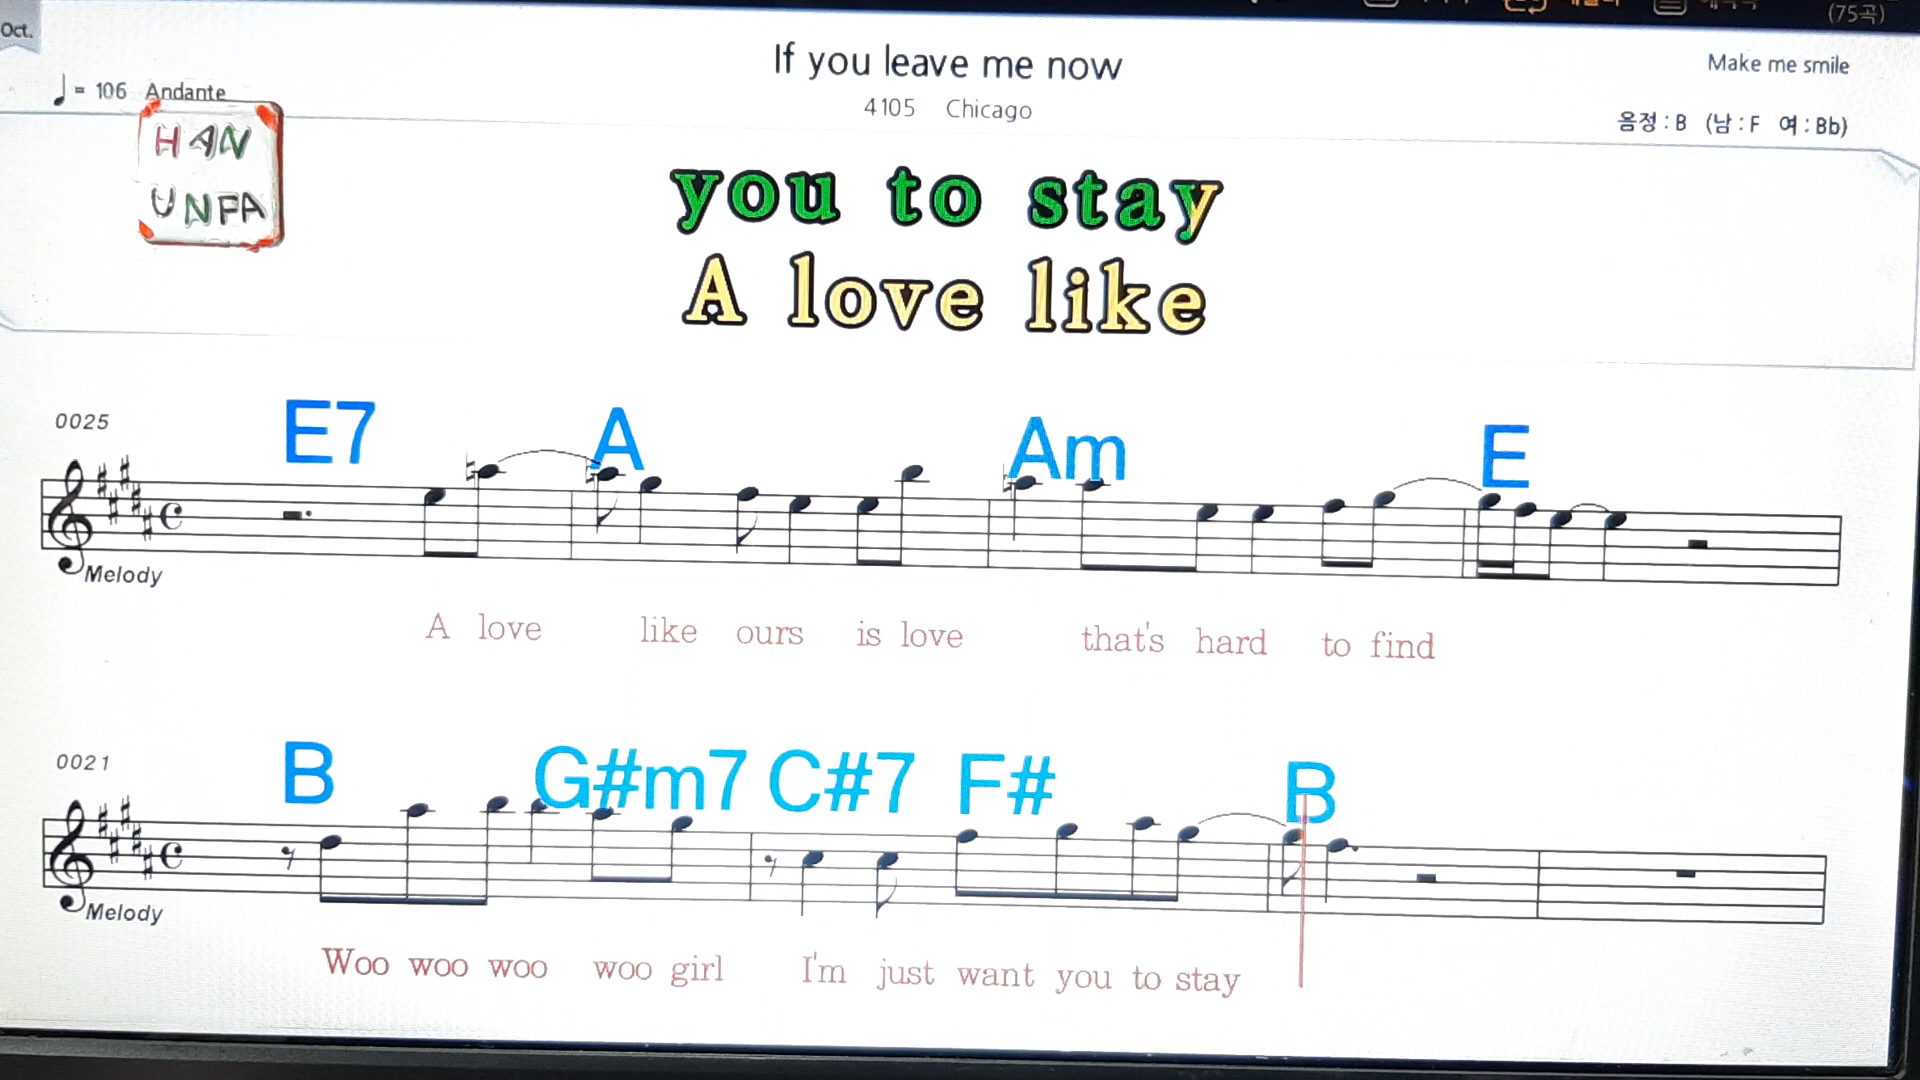 (75곡)
Oct.
If you leave me now
Make me smile
♩= 106 Andante
4105 Chicago
음정 : B (남 : F 여 : Bb)
HAN
UNFA
you to stay
A love like
0025
E7 A Am E
Melody
A love like ours is love that's hard to find
0021
B G#m7 C#7 F# B
Melody
Woo woo woo woo girl I'm just want you to stay